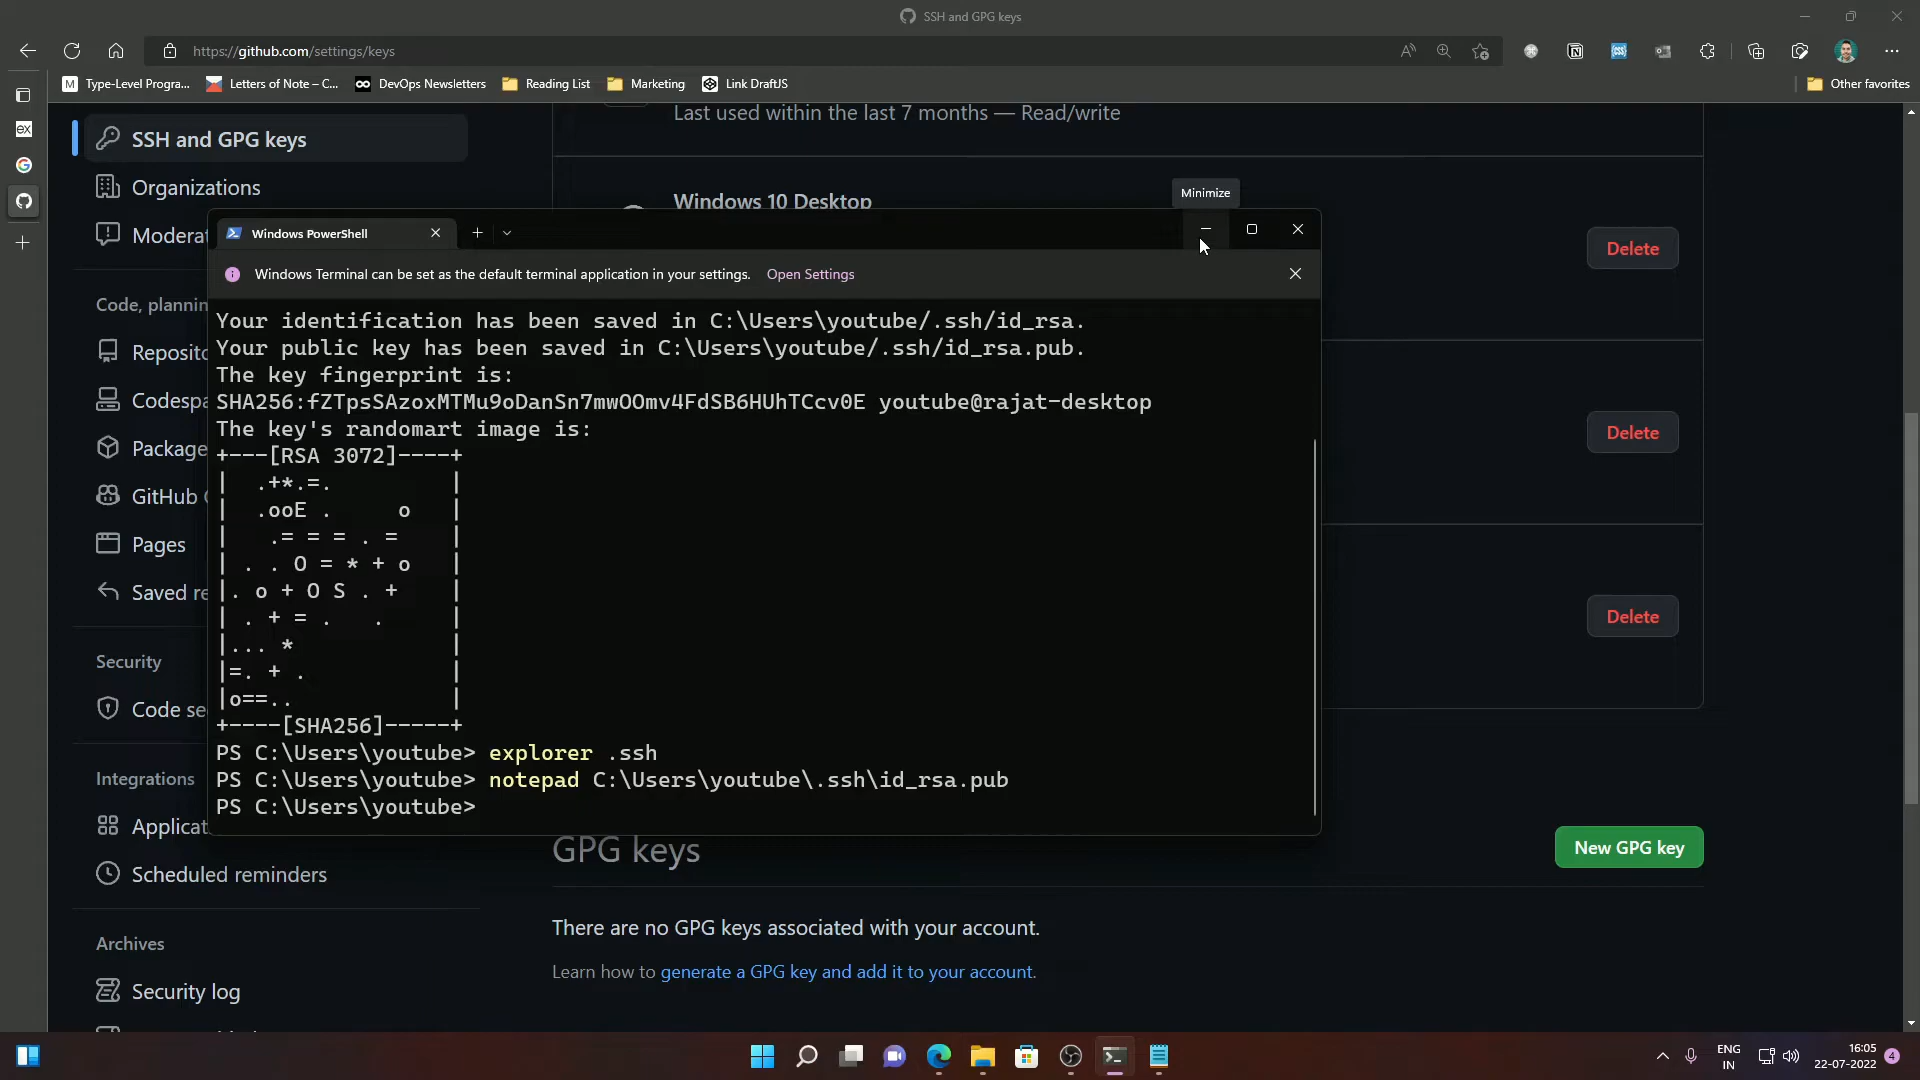 SSH and GPG keys
https://github.com/settings/keys
Type-Level Progra...
Letters of Note – C...
DevOps Newsletters
Reading List
Marketing
Link DraftJS
Other favorites
Last used within the last 7 months — Read/write
SSH and GPG keys
Organizations
Windows 10 Desktop
Minimize
Moderat
Windows PowerShell
Delete
Windows Terminal can be set as the default terminal application in your settings. Open Settings
Code, plannin
Your identification has been saved in C:\Users\youtube/.ssh/id_rsa.
Your public key has been saved in C:\Users\youtube/.ssh/id_rsa.pub.
Reposito
The key fingerprint is:
Codespa
SHA256:fZTpsSAzoxMTMu9oDanSn7mwOOmv4FdSB6HUhTCcv0E youtube@rajat-desktop
The key's randomart image is:
Delete
Package
+---[RSA 3072]----+
|  .+*.=.         |
GitHub C
|  .ooE .     o   |
|   .= = = . =    |
Pages
| . . O = * + o   |
|. o + O S . +    |
Saved re
| . + = .   .     |
Delete
|... *            |
Security
|=. + .           |
|o==..            |
Code se
+----[SHA256]-----+
PS C:\Users\youtube> explorer .ssh
Integrations
PS C:\Users\youtube> notepad C:\Users\youtube\.ssh\id_rsa.pub
PS C:\Users\youtube>
Applicat
GPG keys
New GPG key
Scheduled reminders
There are no GPG keys associated with your account.
Archives
Learn how to generate a GPG key and add it to your account.
Security log
ENG
IN
16:05
22-07-2022
4